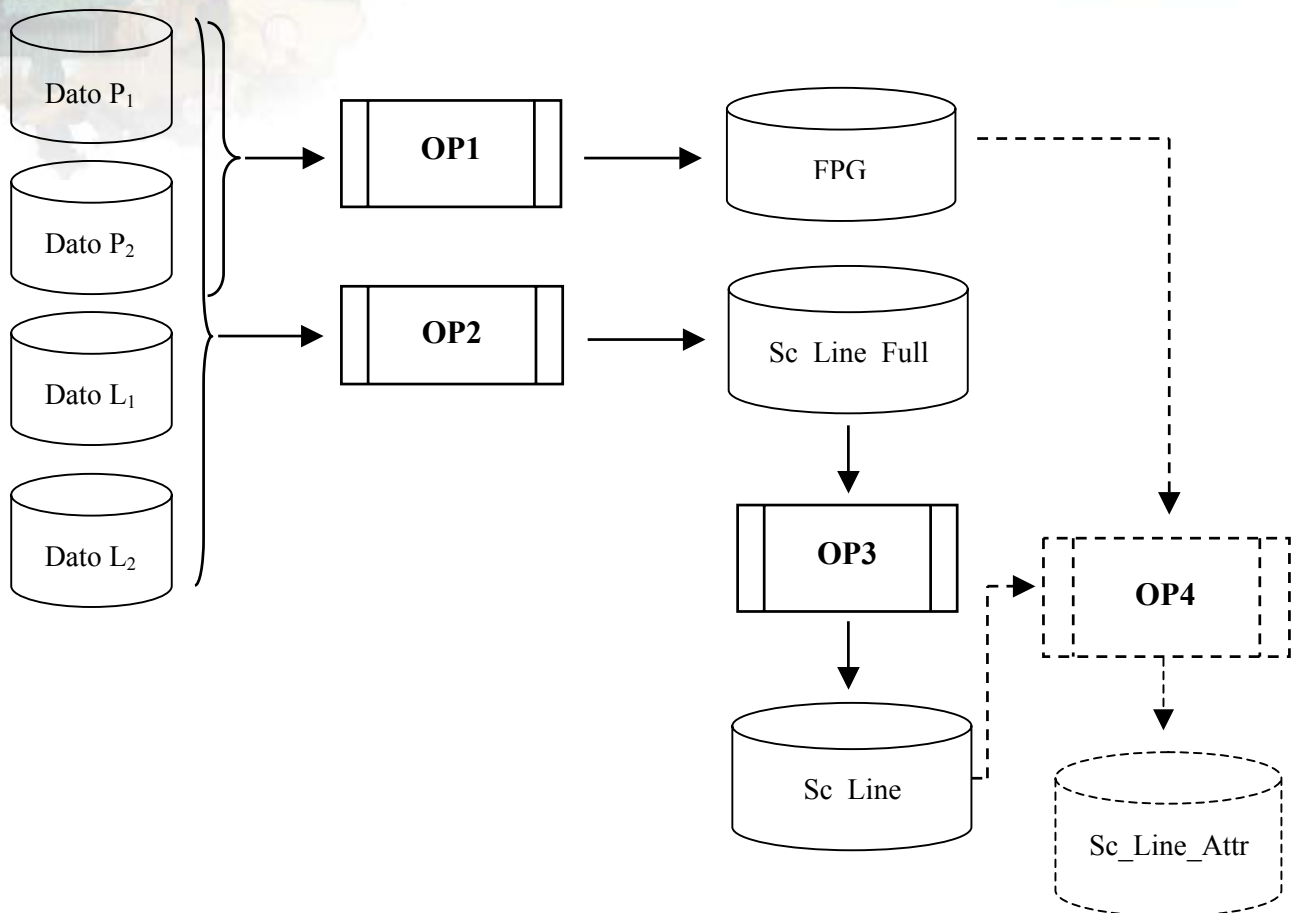 Dato P₁
OP1
FPG
Dato P₂
OP2
Sc Line Full
Dato L₁
Dato L₂
OP3
OP4
Sc Line
Sc_Line_Attr